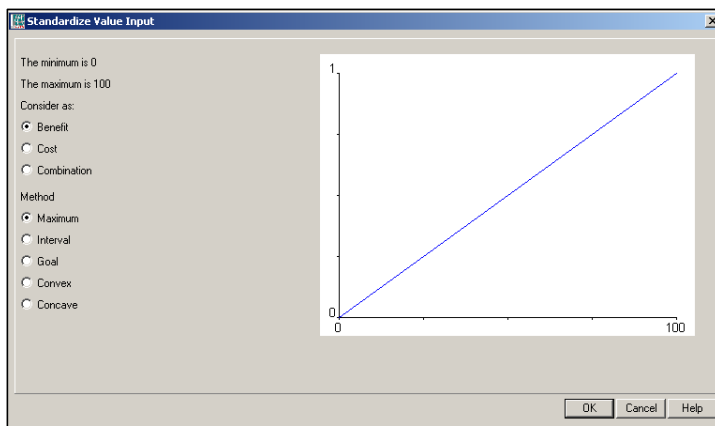 Standardize Value Input
The minimum is 0
The maximum is 100
Consider as:
Benefit
Cost
Combination
Method
Maximum
Interval
Goal
Convex
Concave
1
0
0
100
OK
Cancel
Help